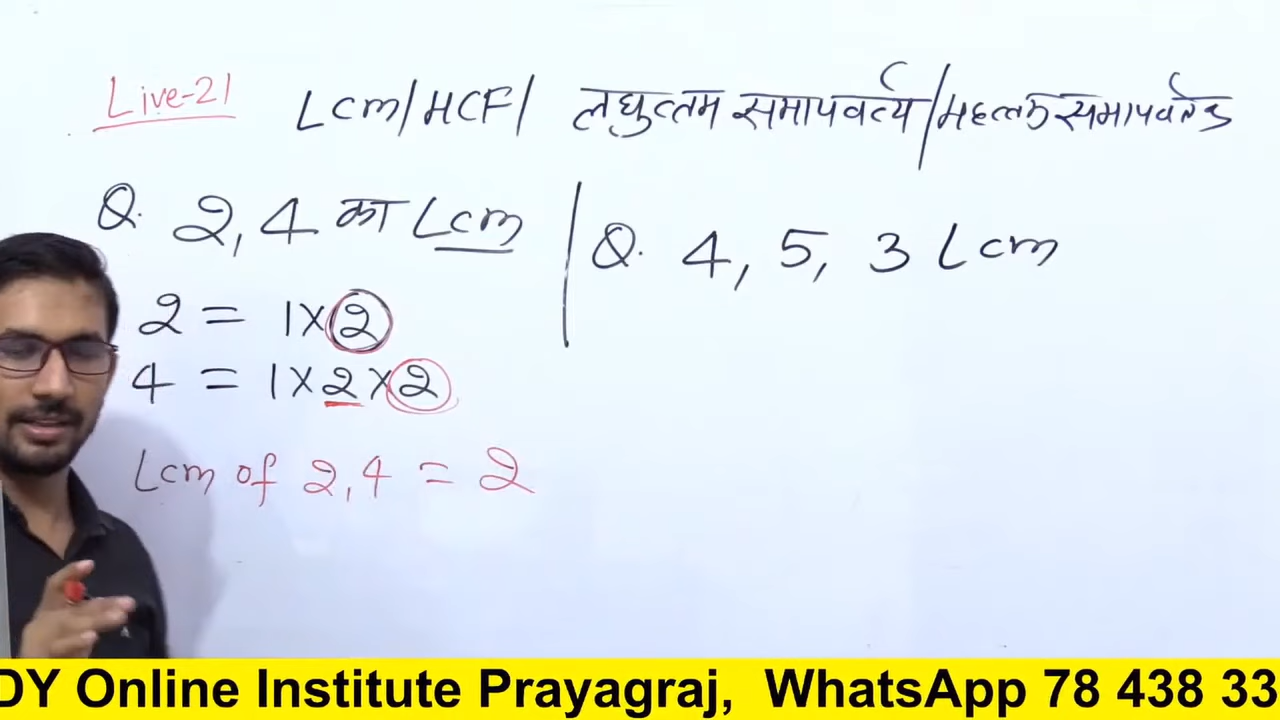 Live-21 Lcm/HCF/ लघुत्तम समापवर्त्य/महत्तम समापवर्तक
Q. 2,4 का Lcm
2 = 1×2
4 = 1×2×2
Lcm of 2,4 = 2
Q. 4, 5, 3 Lcm
DY Online Institute Prayagraj, WhatsApp 78 438 33